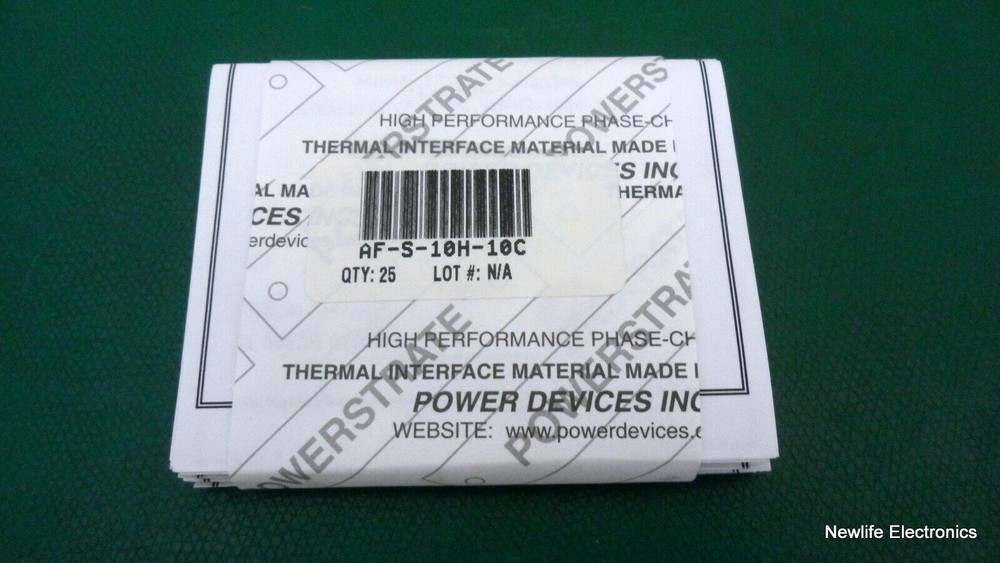 POWERSTRATE POWERS
HIGH PERFORMANCE PHASE-CH
THERMAL INTERFACE MATERIAL MADE
S INC
THERMA
AL MA
CES
erdevic
AF-S-10H-10C
QTY: 25 LOT #: N/A
HIGH PERFORMANCE PHASE-CH
THERMAL INTERFACE MATERIAL MADE
POWER DEVICES INC
WEBSITE: www.powerdevices.c
POWERSTRATE POWERSTRA
Newlife Electronics